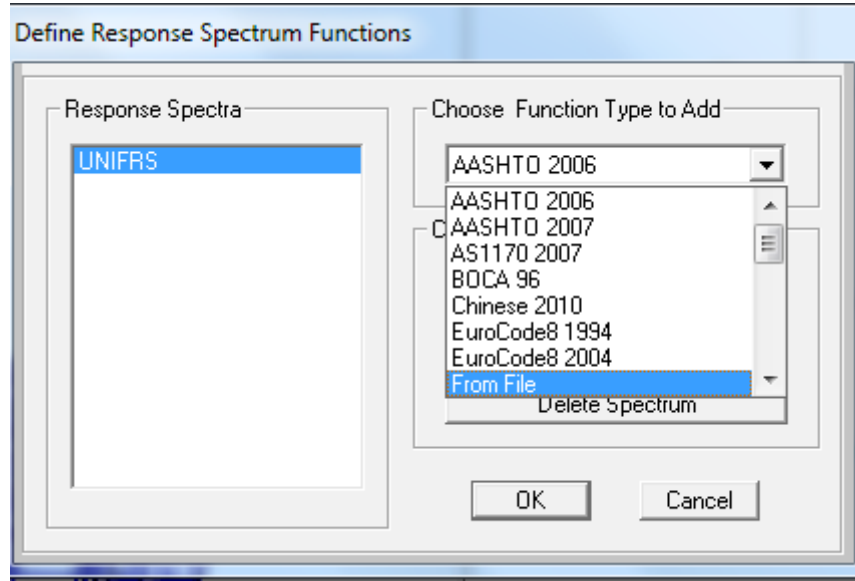 Define Response Spectrum Functions
Response Spectra
UNIFRS
Choose Function Type to Add
AASHTO 2006
AASHTO 2006
AASHTO 2007
AS1170 2007
BOCA 96
Chinese 2010
EuroCode8 1994
EuroCode8 2004
From File
Delete Spectrum
OK
Cancel